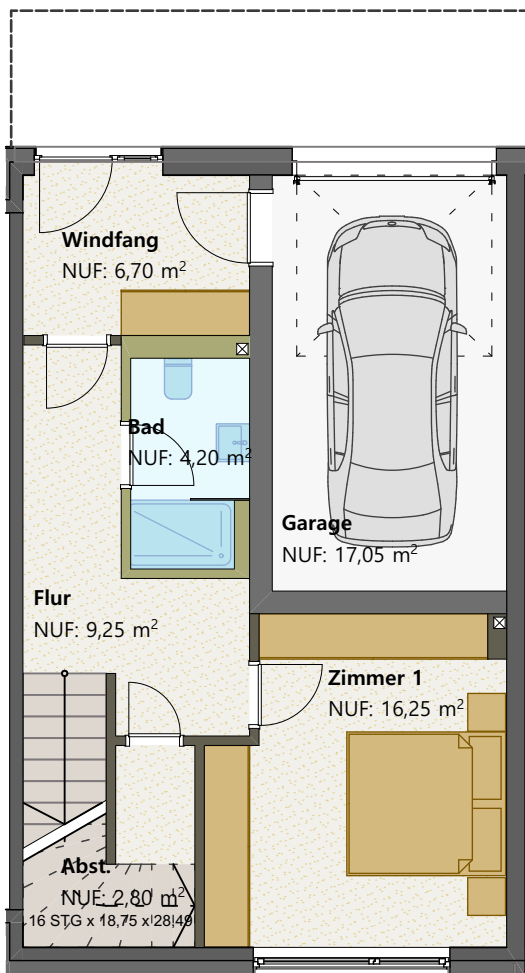 Windfang
NUF: 6,70 m²
Bad
NUF: 4,20 m²
Garage
NUF: 17,05 m²
Flur
NUF: 9,25 m²
Zimmer 1
NUF: 16,25 m²
Abst.
NUF: 2,80 m²
16 STG x 18,75 x 28,49